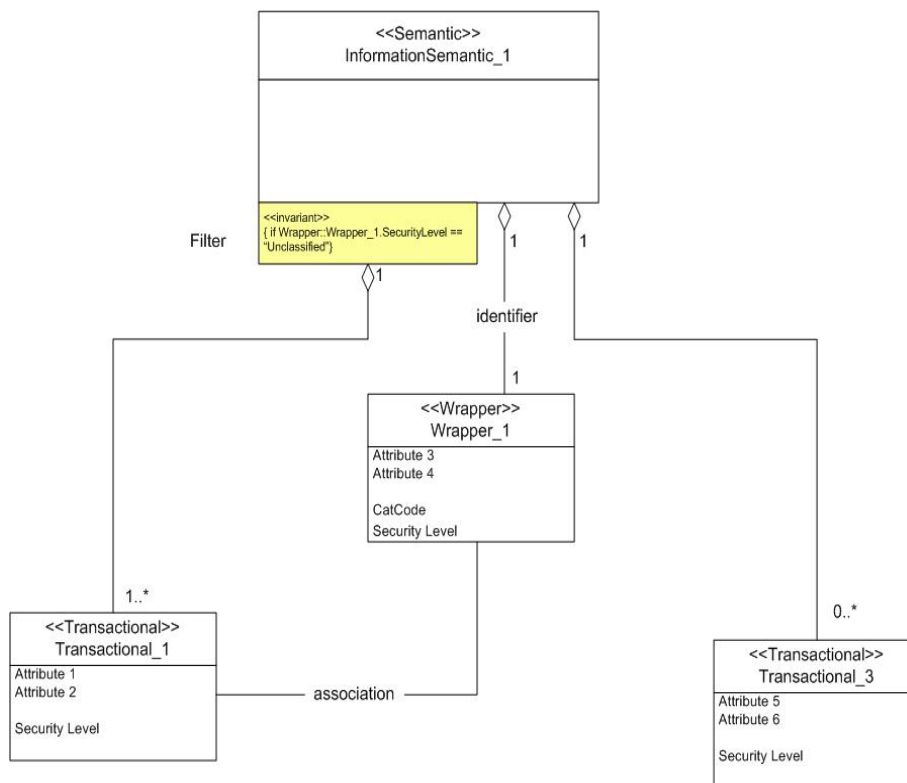 <<Semantic>>
InformationSemantic_1
<<invariant>>
{ if Wrapper::Wrapper_1.SecurityLevel ==
“Unclassified”}
Filter
1
1
1
identifier
1
<<Wrapper>>
Wrapper_1
Attribute 3
Attribute 4
CatCode
Security Level
1..*
0..*
<<Transactional>>
Transactional_1
Attribute 1
Attribute 2
Security Level
association
<<Transactional>>
Transactional_3
Attribute 5
Attribute 6
Security Level